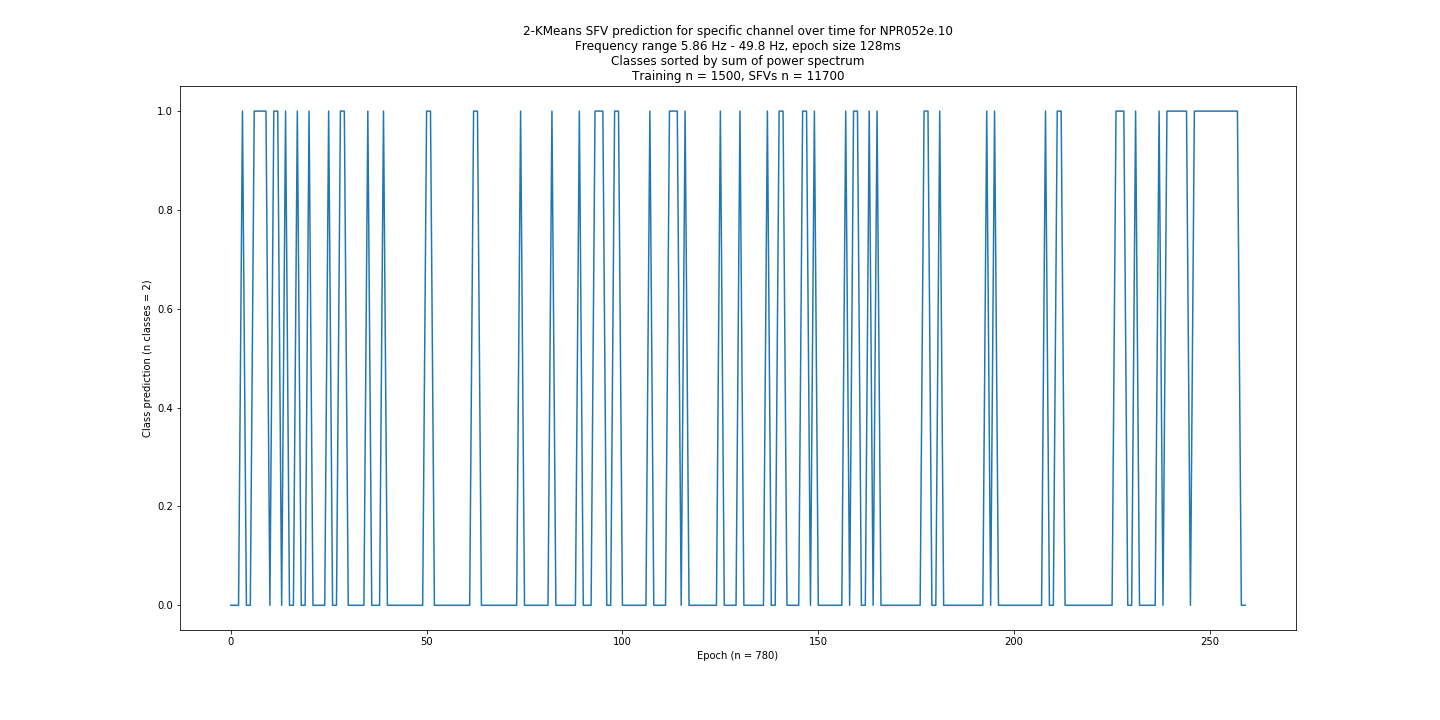 2-KMeans SFV prediction for specific channel over time for NPR052e.10
Frequency range 5.86 Hz - 49.8 Hz, epoch size 128ms
Classes sorted by sum of power spectrum
Training n = 1500, SFVs n = 11700
1.0
0.8
0.6
0.4
0.2
0.0
Class prediction (n classes = 2)
0 50 100 150 200 250
Epoch (n = 780)